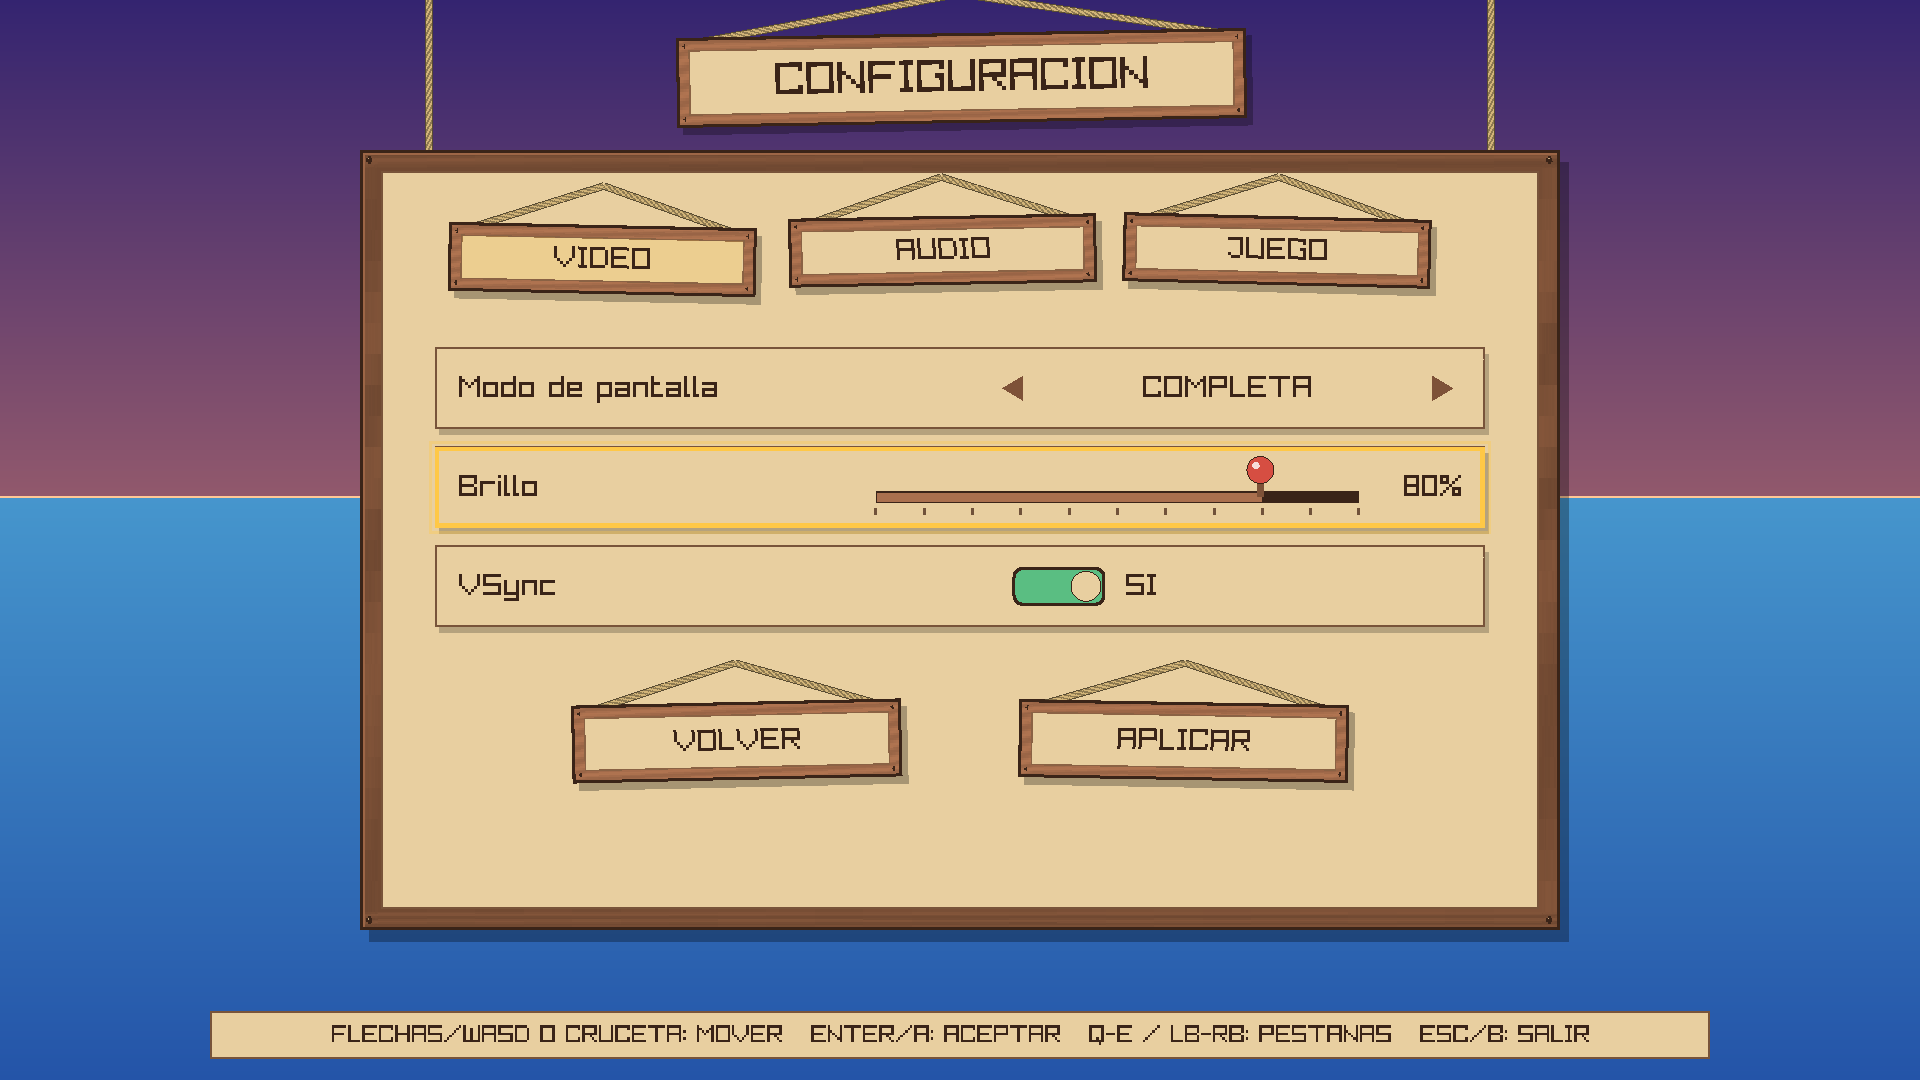 CONFIGURACION
VIDEO AUDIO JUEGO
Modo de pantalla COMPLETA
Brillo 80%
VSync SI
VOLVER APLICAR
FLECHAS/WASD O CRUCETA: MOVER ENTER/A: ACEPTAR Q-E / LB-RB: PESTANAS ESC/B: SALIR